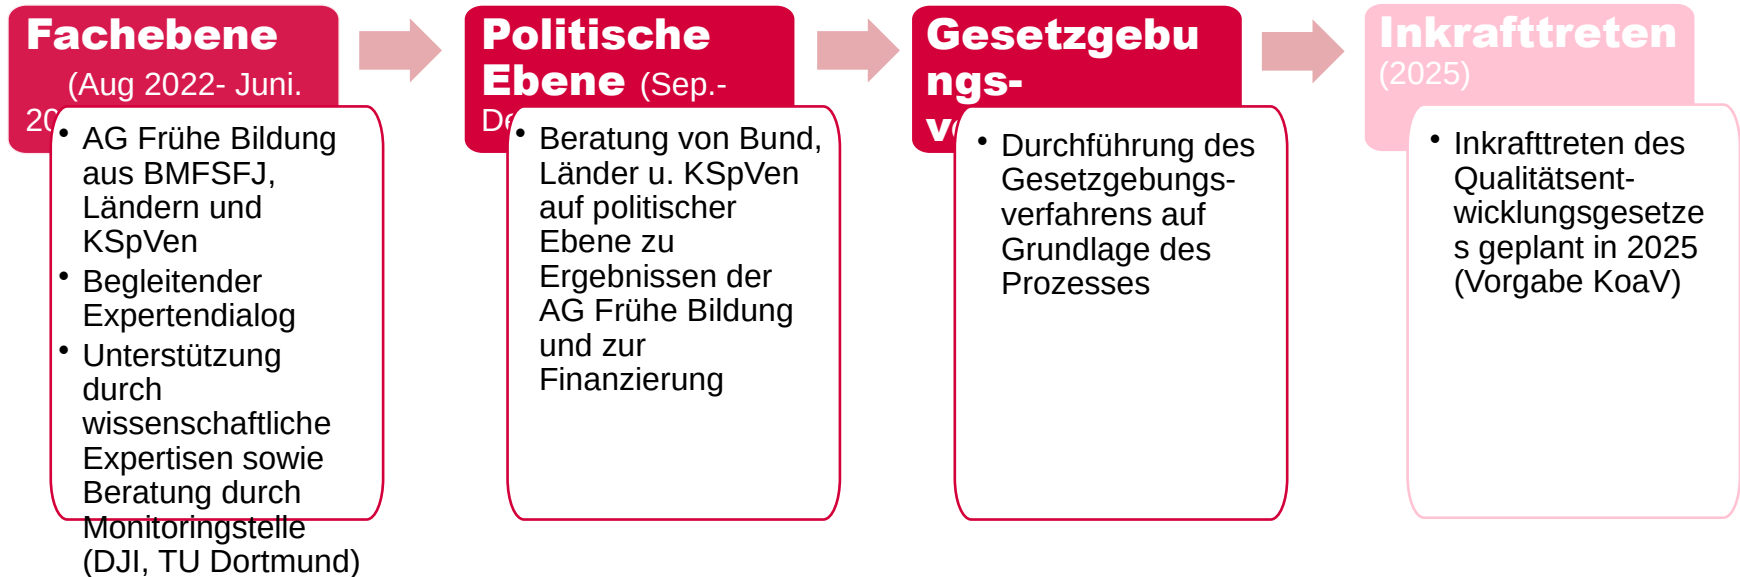 Fachebene
(Aug 2022- Juni.
AG Frühe Bildung
aus BMFSFJ,
Ländern und
KSpVen
Begleitender
Expertendialog
Unterstützung
durch
wissenschaftliche
Expertisen sowie
Beratung durch
Monitoringstelle
(DJI, TU Dortmund)
Politische
Ebene (Sep.-
Beratung von Bund,
Länder u. KSpVen
auf politischer
Ebene zu
Ergebnissen der
AG Frühe Bildung
und zur
Finanzierung
Gesetzgebu
ngs-
Durchführung des
Gesetzgebungs-
verfahrens auf
Grundlage des
Prozesses
Inkrafttreten
(2025)
Inkrafttreten des
Qualitätsent-
wicklungsgesetze
s geplant in 2025
(Vorgabe KoaV)